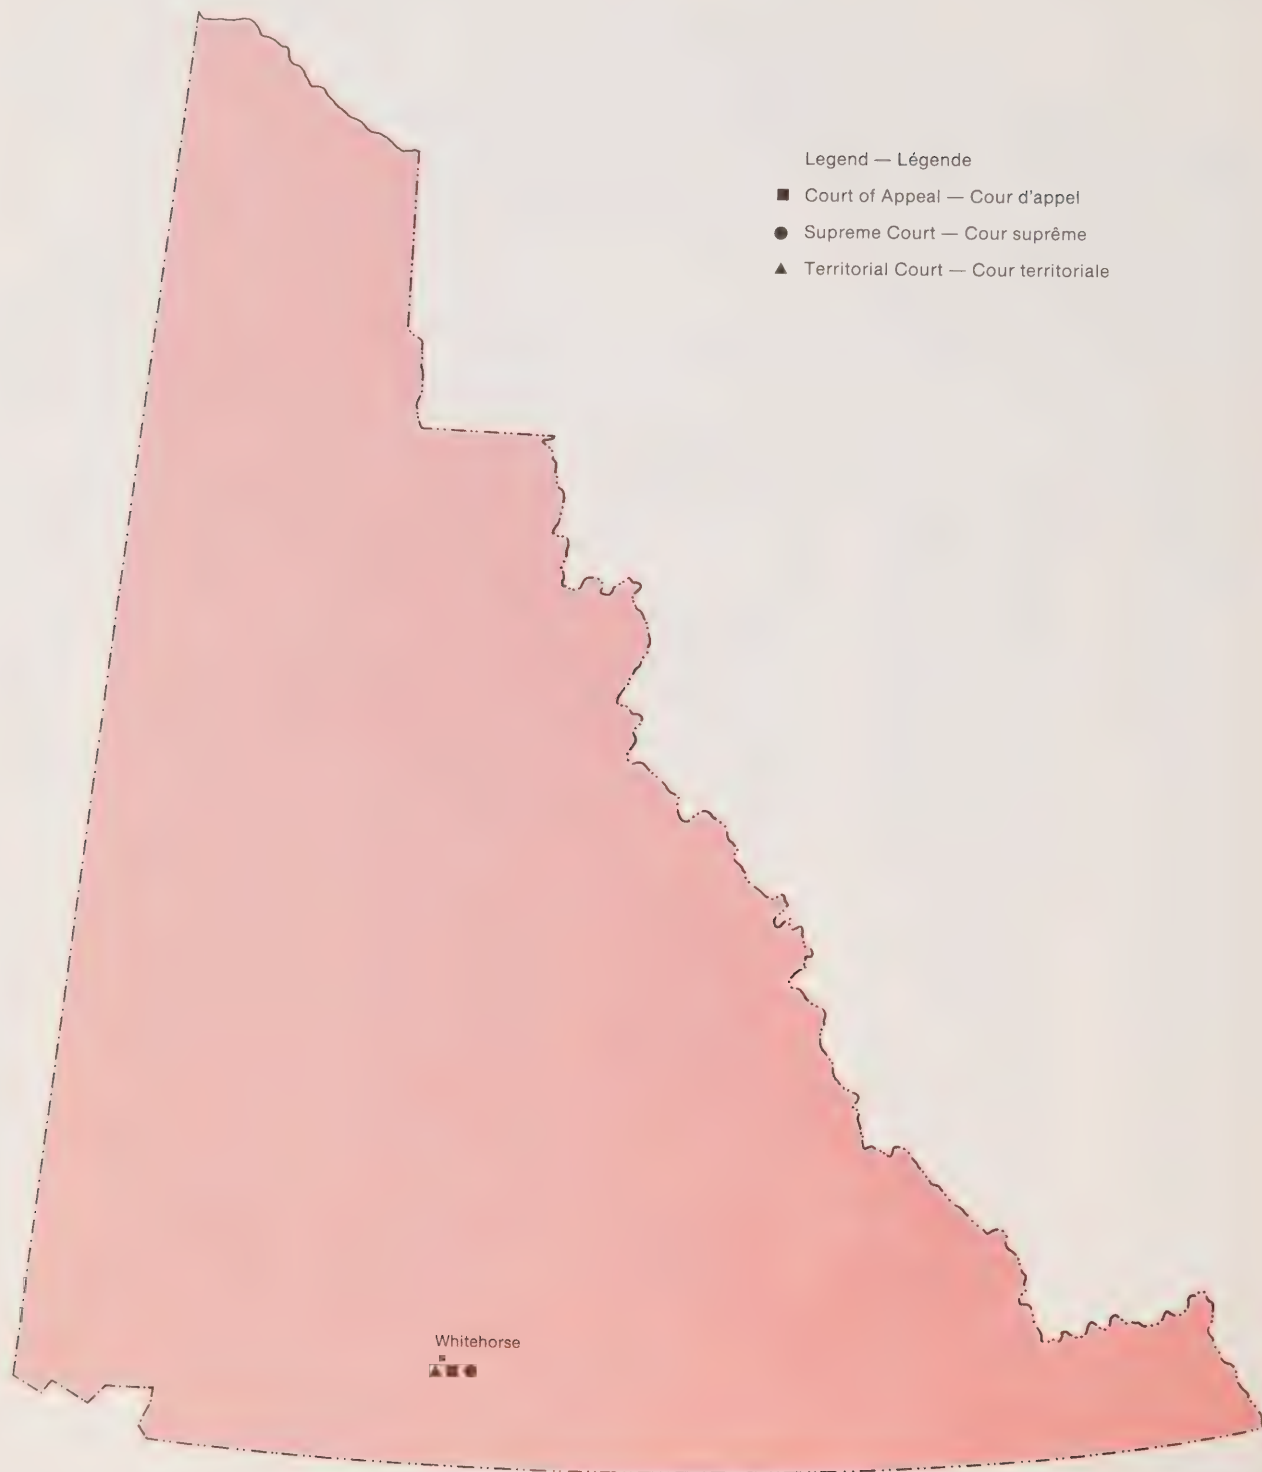 Legend — Légende
Court of Appeal — Cour d'appel
Supreme Court — Cour suprême
Territorial Court — Cour territoriale
Whitehorse